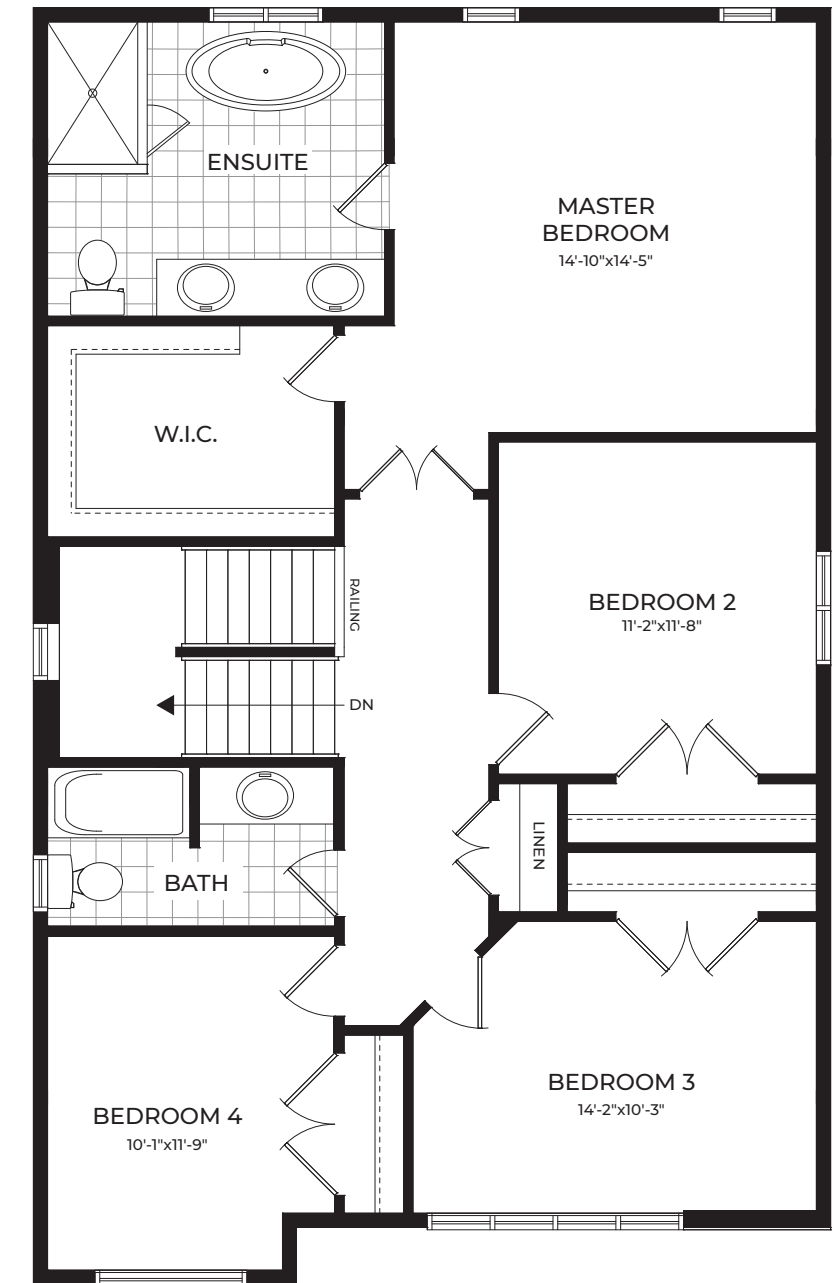 ENSUITE
MASTER
BEDROOM
14'-10"x14'-5"
W.I.C.
RAILING
BEDROOM 2
11'-2"x11'-8"
DN
LINEN
BATH
BEDROOM 3
14'-2"x10'-3"
BEDROOM 4
10'-1"x11'-9"